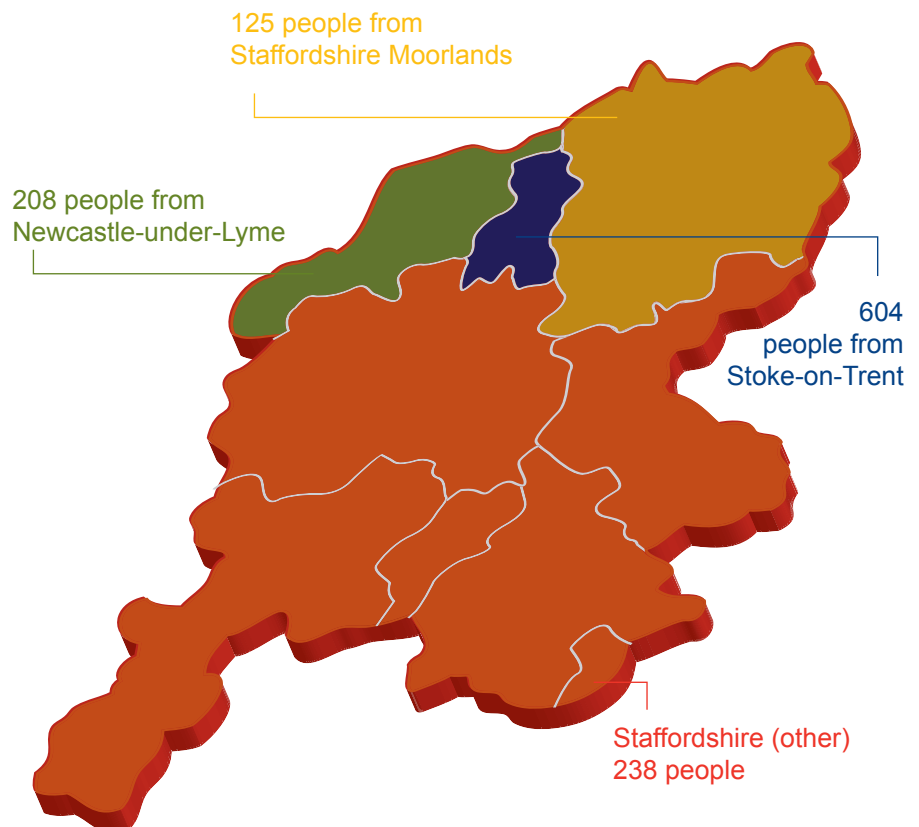 125 people from
Staffordshire Moorlands
208 people from
Newcastle-under-Lyme
604
people from
Stoke-on-Trent
Staffordshire (other)
238 people